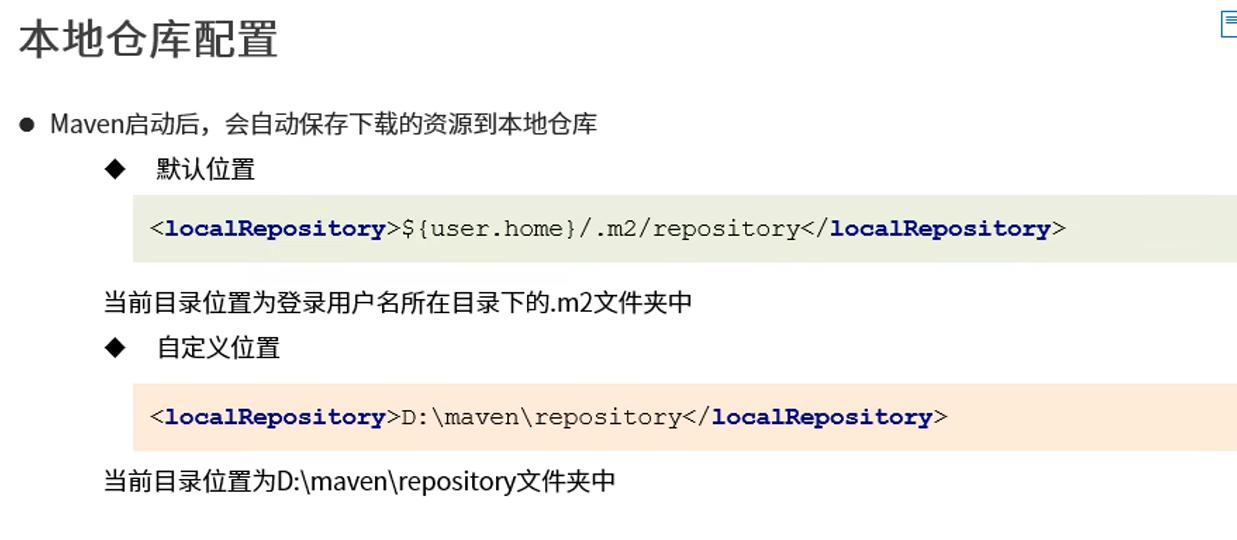 本地仓库配置
● Maven启动后，会自动保存下载的资源到本地仓库
◆ 默认位置
<localRepository>${user.home}/.m2/repository</localRepository>
当前目录位置为登录用户名所在目录下的.m2文件夹中
◆ 自定义位置
<localRepository>D:\maven\repository</localRepository>
当前目录位置为D:\maven\repository文件夹中